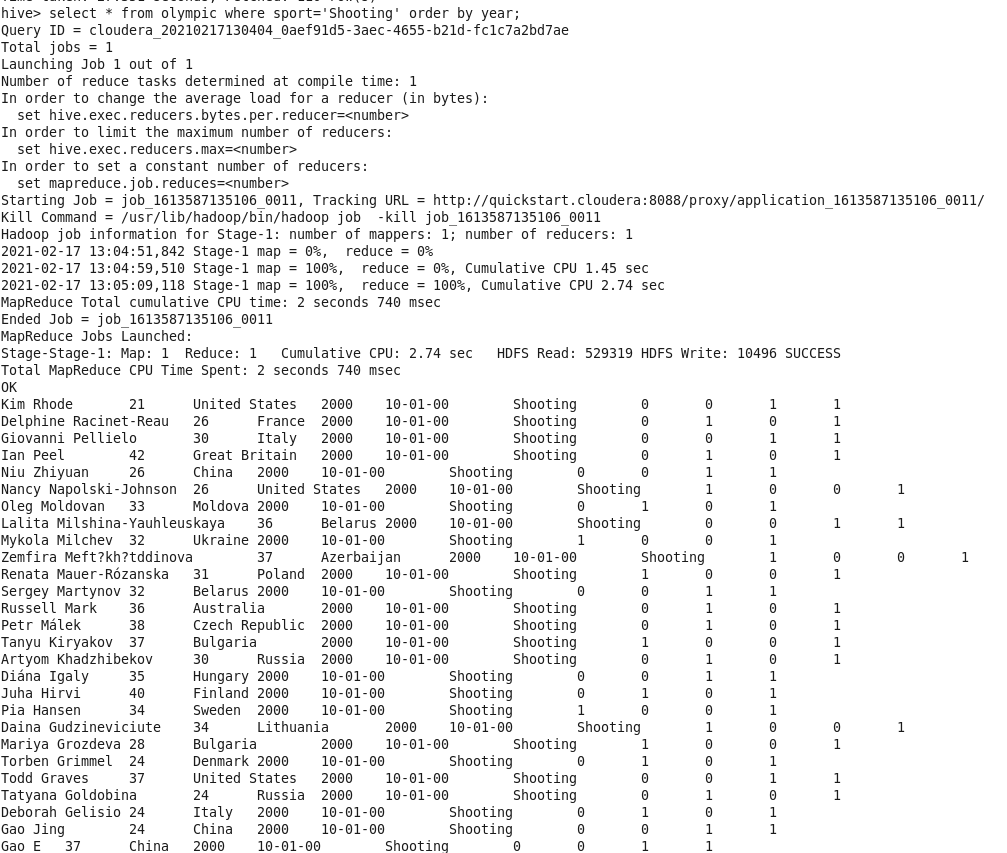 hive> select * from olympic where sport='Shooting' order by year;
Query ID = cloudera_20210217130404_0aef91d5-3aec-4655-b21d-fc1c7a2bd7ae
Total jobs = 1
Launching Job 1 out of 1
Number of reduce tasks determined at compile time: 1
In order to change the average load for a reducer (in bytes):
  set hive.exec.reducers.bytes.per.reducer=<number>
In order to limit the maximum number of reducers:
  set hive.exec.reducers.max=<number>
In order to set a constant number of reducers:
  set mapreduce.job.reduces=<number>
Starting Job = job_1613587135106_0011, Tracking URL = http://quickstart.cloudera:8088/proxy/application_1613587135106_0011/
Kill Command = /usr/lib/hadoop/bin/hadoop job  -kill job_1613587135106_0011
Hadoop job information for Stage-1: number of mappers: 1; number of reducers: 1
2021-02-17 13:04:51,842 Stage-1 map = 0%,  reduce = 0%
2021-02-17 13:04:59,510 Stage-1 map = 100%,  reduce = 0%, Cumulative CPU 1.45 sec
2021-02-17 13:05:09,118 Stage-1 map = 100%,  reduce = 100%, Cumulative CPU 2.74 sec
MapReduce Total cumulative CPU time: 2 seconds 740 msec
Ended Job = job_1613587135106_0011
MapReduce Jobs Launched:
Stage-Stage-1: Map: 1  Reduce: 1   Cumulative CPU: 2.74 sec   HDFS Read: 529319 HDFS Write: 10496 SUCCESS
Total MapReduce CPU Time Spent: 2 seconds 740 msec
OK
Kim Rhode 21 United States 2000 10-01-00 Shooting 0 0 1 1
Delphine Racinet-Reau 26 France 2000 10-01-00 Shooting 0 1 0 1
Giovanni Pellielo 30 Italy 2000 10-01-00 Shooting 0 0 1 1
Ian Peel 42 Great Britain 2000 10-01-00 Shooting 0 1 0 1
Niu Zhiyuan 26 China 2000 10-01-00 Shooting 0 0 1 1
Nancy Napolski-Johnson 26 United States 2000 10-01-00 Shooting 1 0 0 1
Oleg Moldovan 33 Moldova 2000 10-01-00 Shooting 0 1 0 1
Lalita Milshina-Yauhleuskaya 36 Belarus 2000 10-01-00 Shooting 0 0 1 1
Mykola Milchev 32 Ukraine 2000 10-01-00 Shooting 1 0 0 1
Zemfira Meft?kh?tddinova 37 Azerbaijan 2000 10-01-00 Shooting 1 0 0 1
Renata Mauer-Rózanska 31 Poland 2000 10-01-00 Shooting 1 0 0 1
Sergey Martynov 32 Belarus 2000 10-01-00 Shooting 0 0 1 1
Russell Mark 36 Australia 2000 10-01-00 Shooting 0 1 0 1
Petr Málek 38 Czech Republic 2000 10-01-00 Shooting 0 1 0 1
Tanyu Kiryakov 37 Bulgaria 2000 10-01-00 Shooting 1 0 0 1
Artyom Khadzhibekov 30 Russia 2000 10-01-00 Shooting 0 1 0 1
Diána Igaly 35 Hungary 2000 10-01-00 Shooting 0 0 1 1
Juha Hirvi 40 Finland 2000 10-01-00 Shooting 0 1 0 1
Pia Hansen 34 Sweden 2000 10-01-00 Shooting 1 0 0 1
Daina Gudzineviciute 34 Lithuania 2000 10-01-00 Shooting 1 0 0 1
Mariya Grozdeva 28 Bulgaria 2000 10-01-00 Shooting 1 0 0 1
Torben Grimmel 24 Denmark 2000 10-01-00 Shooting 0 1 0 1
Todd Graves 37 United States 2000 10-01-00 Shooting 0 0 1 1
Tatyana Goldobina 24 Russia 2000 10-01-00 Shooting 0 1 0 1
Deborah Gelisio 24 Italy 2000 10-01-00 Shooting 0 1 0 1
Gao Jing 24 China 2000 10-01-00 Shooting 0 0 1 1
Gao E 37 China 2000 10-01-00 Shooting 0 0 1 1